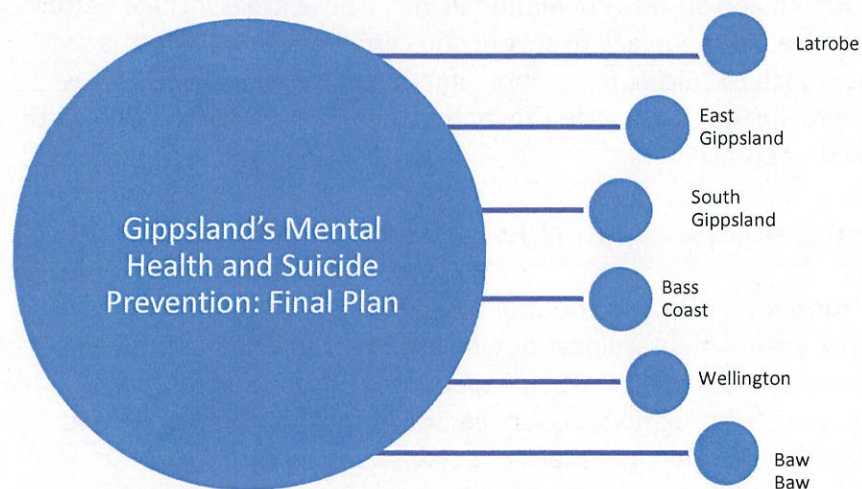 Gippsland's Mental
Health and Suicide
Prevention: Final Plan
Latrobe
East
Gippsland
South
Gippsland
Bass
Coast
Wellington
Baw
Baw